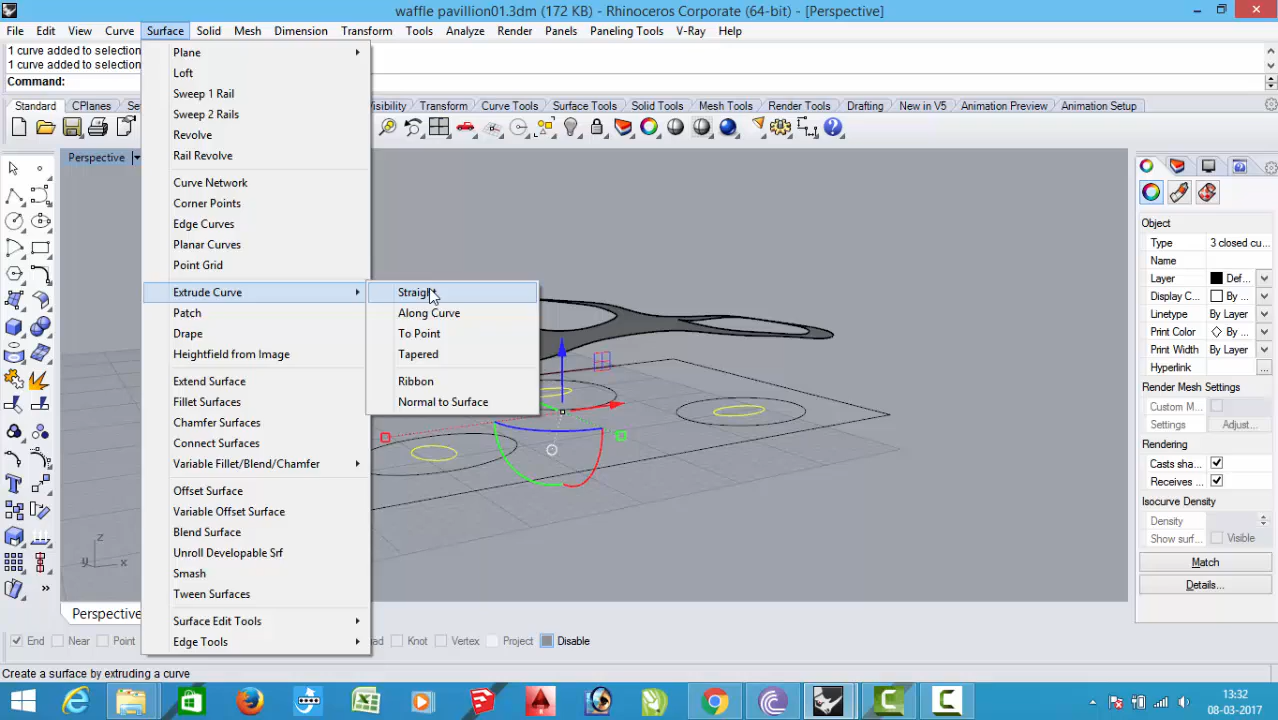 waffle pavillion01.3dm (172 KB) - Rhinoceros Corporate (64-bit) - [Perspective]
File Edit View Curve Surface Solid Mesh Dimension Transform Tools Analyze Render Panels Paneling Tools V-Ray Help
1 curve added to selection
1 curve added to selection
Command:
Standard CPlanes Transform Curve Tools Surface Tools Solid Tools Mesh Tools Render Tools Drafting New in V5 Animation Preview Animation Setup
Perspective
Plane
Loft
Sweep 1 Rail
Sweep 2 Rails
Revolve
Rail Revolve
Curve Network
Corner Points
Edge Curves
Planar Curves
Point Grid
Extrude Curve
Patch
Drape
Heightfield from Image
Extend Surface
Fillet Surfaces
Chamfer Surfaces
Connect Surfaces
Variable Fillet/Blend/Chamfer
Offset Surface
Variable Offset Surface
Blend Surface
Unroll Developable Srf
Smash
Tween Surfaces
Surface Edit Tools
Edge Tools
Straight
Along Curve
To Point
Tapered
Ribbon
Normal to Surface
Object
Type 3 closed cu...
Name
Layer Def...
Display C... By ...
Linetype By Layer
Print Color By ...
Print Width By Layer
Hyperlink ...
Render Mesh Settings
Custom M...
Settings Adjust...
Rendering
Casts sha...
Receives ...
Isocurve Density
Density
Show surf... Visible
Match
Details...
z
y x
Perspective
End Near Point Knot Vertex Project Disable
Create a surface by extruding a curve
13:32
08-03-2017